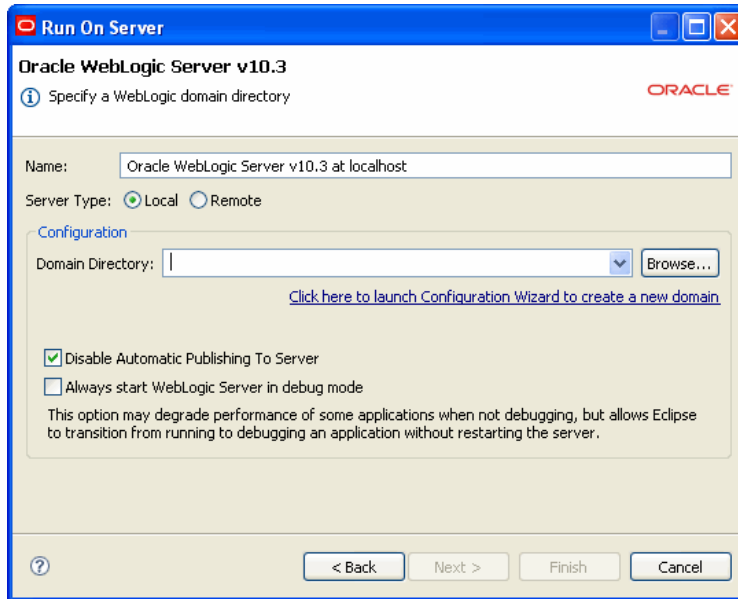 Run On Server
Oracle WebLogic Server v10.3
Specify a WebLogic domain directory
ORACLE
Name: Oracle WebLogic Server v10.3 at localhost
Server Type: Local Remote
Configuration
Domain Directory: Browse...
Click here to launch Configuration Wizard to create a new domain
Disable Automatic Publishing To Server
Always start WebLogic Server in debug mode
This option may degrade performance of some applications when not debugging, but allows Eclipse
to transition from running to debugging an application without restarting the server.
< Back Next > Finish Cancel